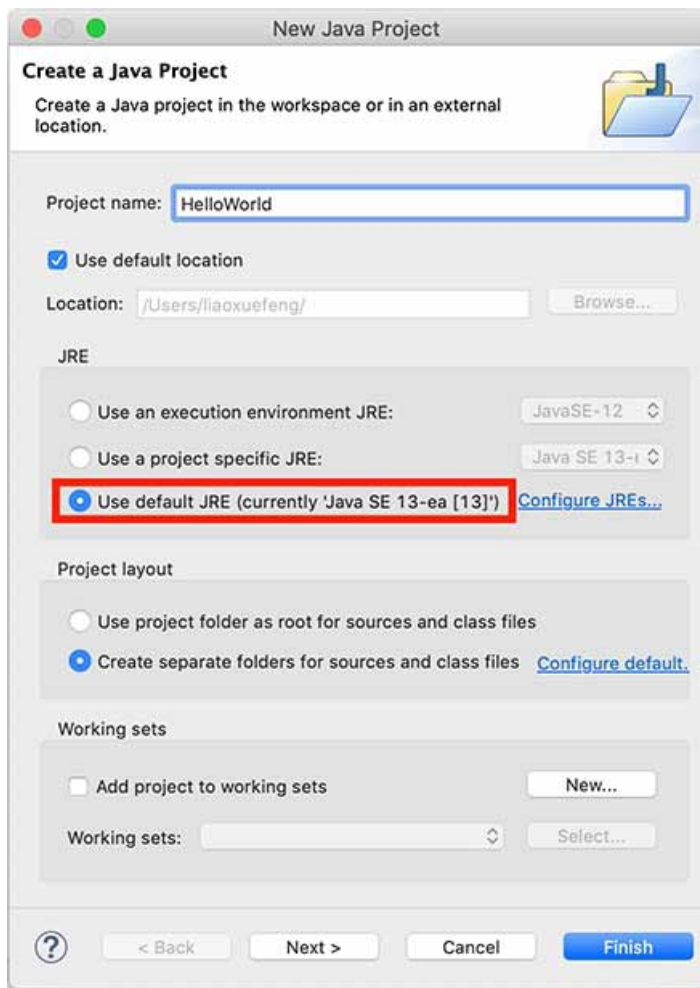 New Java Project
Create a Java Project
Create a Java project in the workspace or in an external
location.
Project name: HelloWorld
Use default location
Location: /Users/liaoxuefeng/ Browse...
JRE
Use an execution environment JRE: JavaSE-12
Use a project specific JRE: Java SE 13-
Use default JRE (currently 'Java SE 13-ea [13]') Configure JREs...
Project layout
Use project folder as root for sources and class files
Create separate folders for sources and class files Configure default.
Working sets
Add project to working sets New...
Working sets: Select...
? < Back Next > Cancel Finish